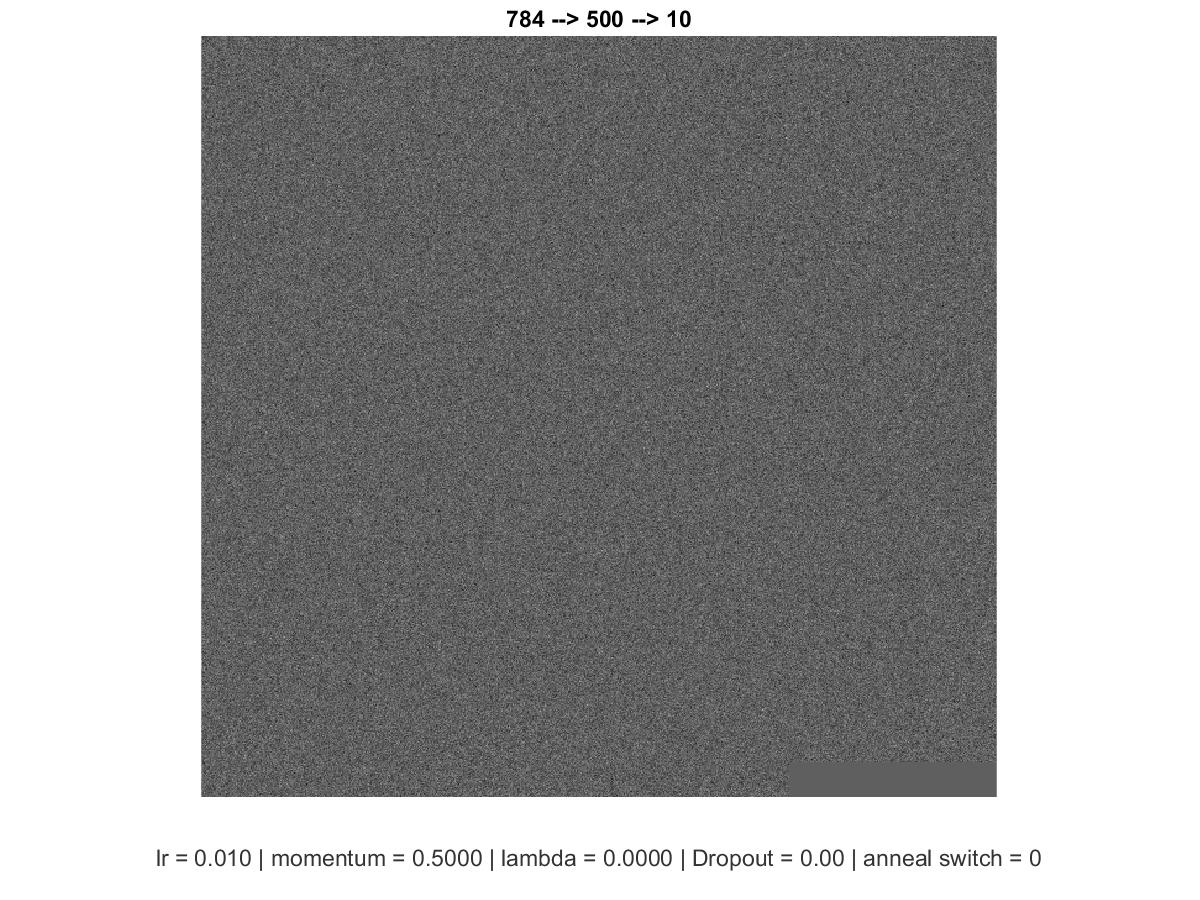 784 --> 500 --> 10
lr = 0.010 | momentum = 0.5000 | lambda = 0.0000 | Dropout = 0.00 | anneal switch = 0